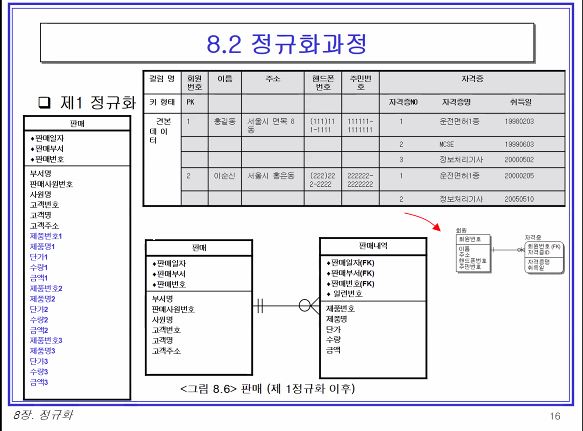 8.2 정규화과정
❑ 제1 정규화
판매
◆판매일자
◆판매부서
◆판매번호
부서명
판매사원번호
사원명
고객번호
고객명
고객주소
제품번호1
제품명1
단가1
수량1
금액1
제품번호2
제품명2
단가2
수량2
금액2
제품번호3
제품명3
단가3
수량3
금액3
컬럼 명 회원번호 이름 주소 핸드폰번호 주민번호 자격증
키 형태 PK 자격증NO 자격증명 취득일
견본데이터 1 홍길동 서울시 면목 6동 (111)111-1111 111111-1111111 1 운전면허1종 19980203
2 MCSE 19990603
3 정보처리기사 20000502
2 이순신 서울시 홍은동 (222)222-2222 222222-2222222 1 운전면허1종 20000205
2 정보처리기사 20050510
회원
회원번호
이름
주소
핸드폰번호
주민번호
자격증
회원번호 (FK)
자격증ID
자격증명
취득일
판매
◆판매일자
◆판매부서
◆판매번호
부서명
판매사원번호
사원명
고객번호
고객명
고객주소
판매내역
◆판매일자(FK)
◆판매부서(FK)
◆판매번호(FK)
◆ 일련번호
제품번호
제품명
단가
수량
금액
<그림 8.6> 판매 (제 1정규화 이후)
8장. 정규화
16